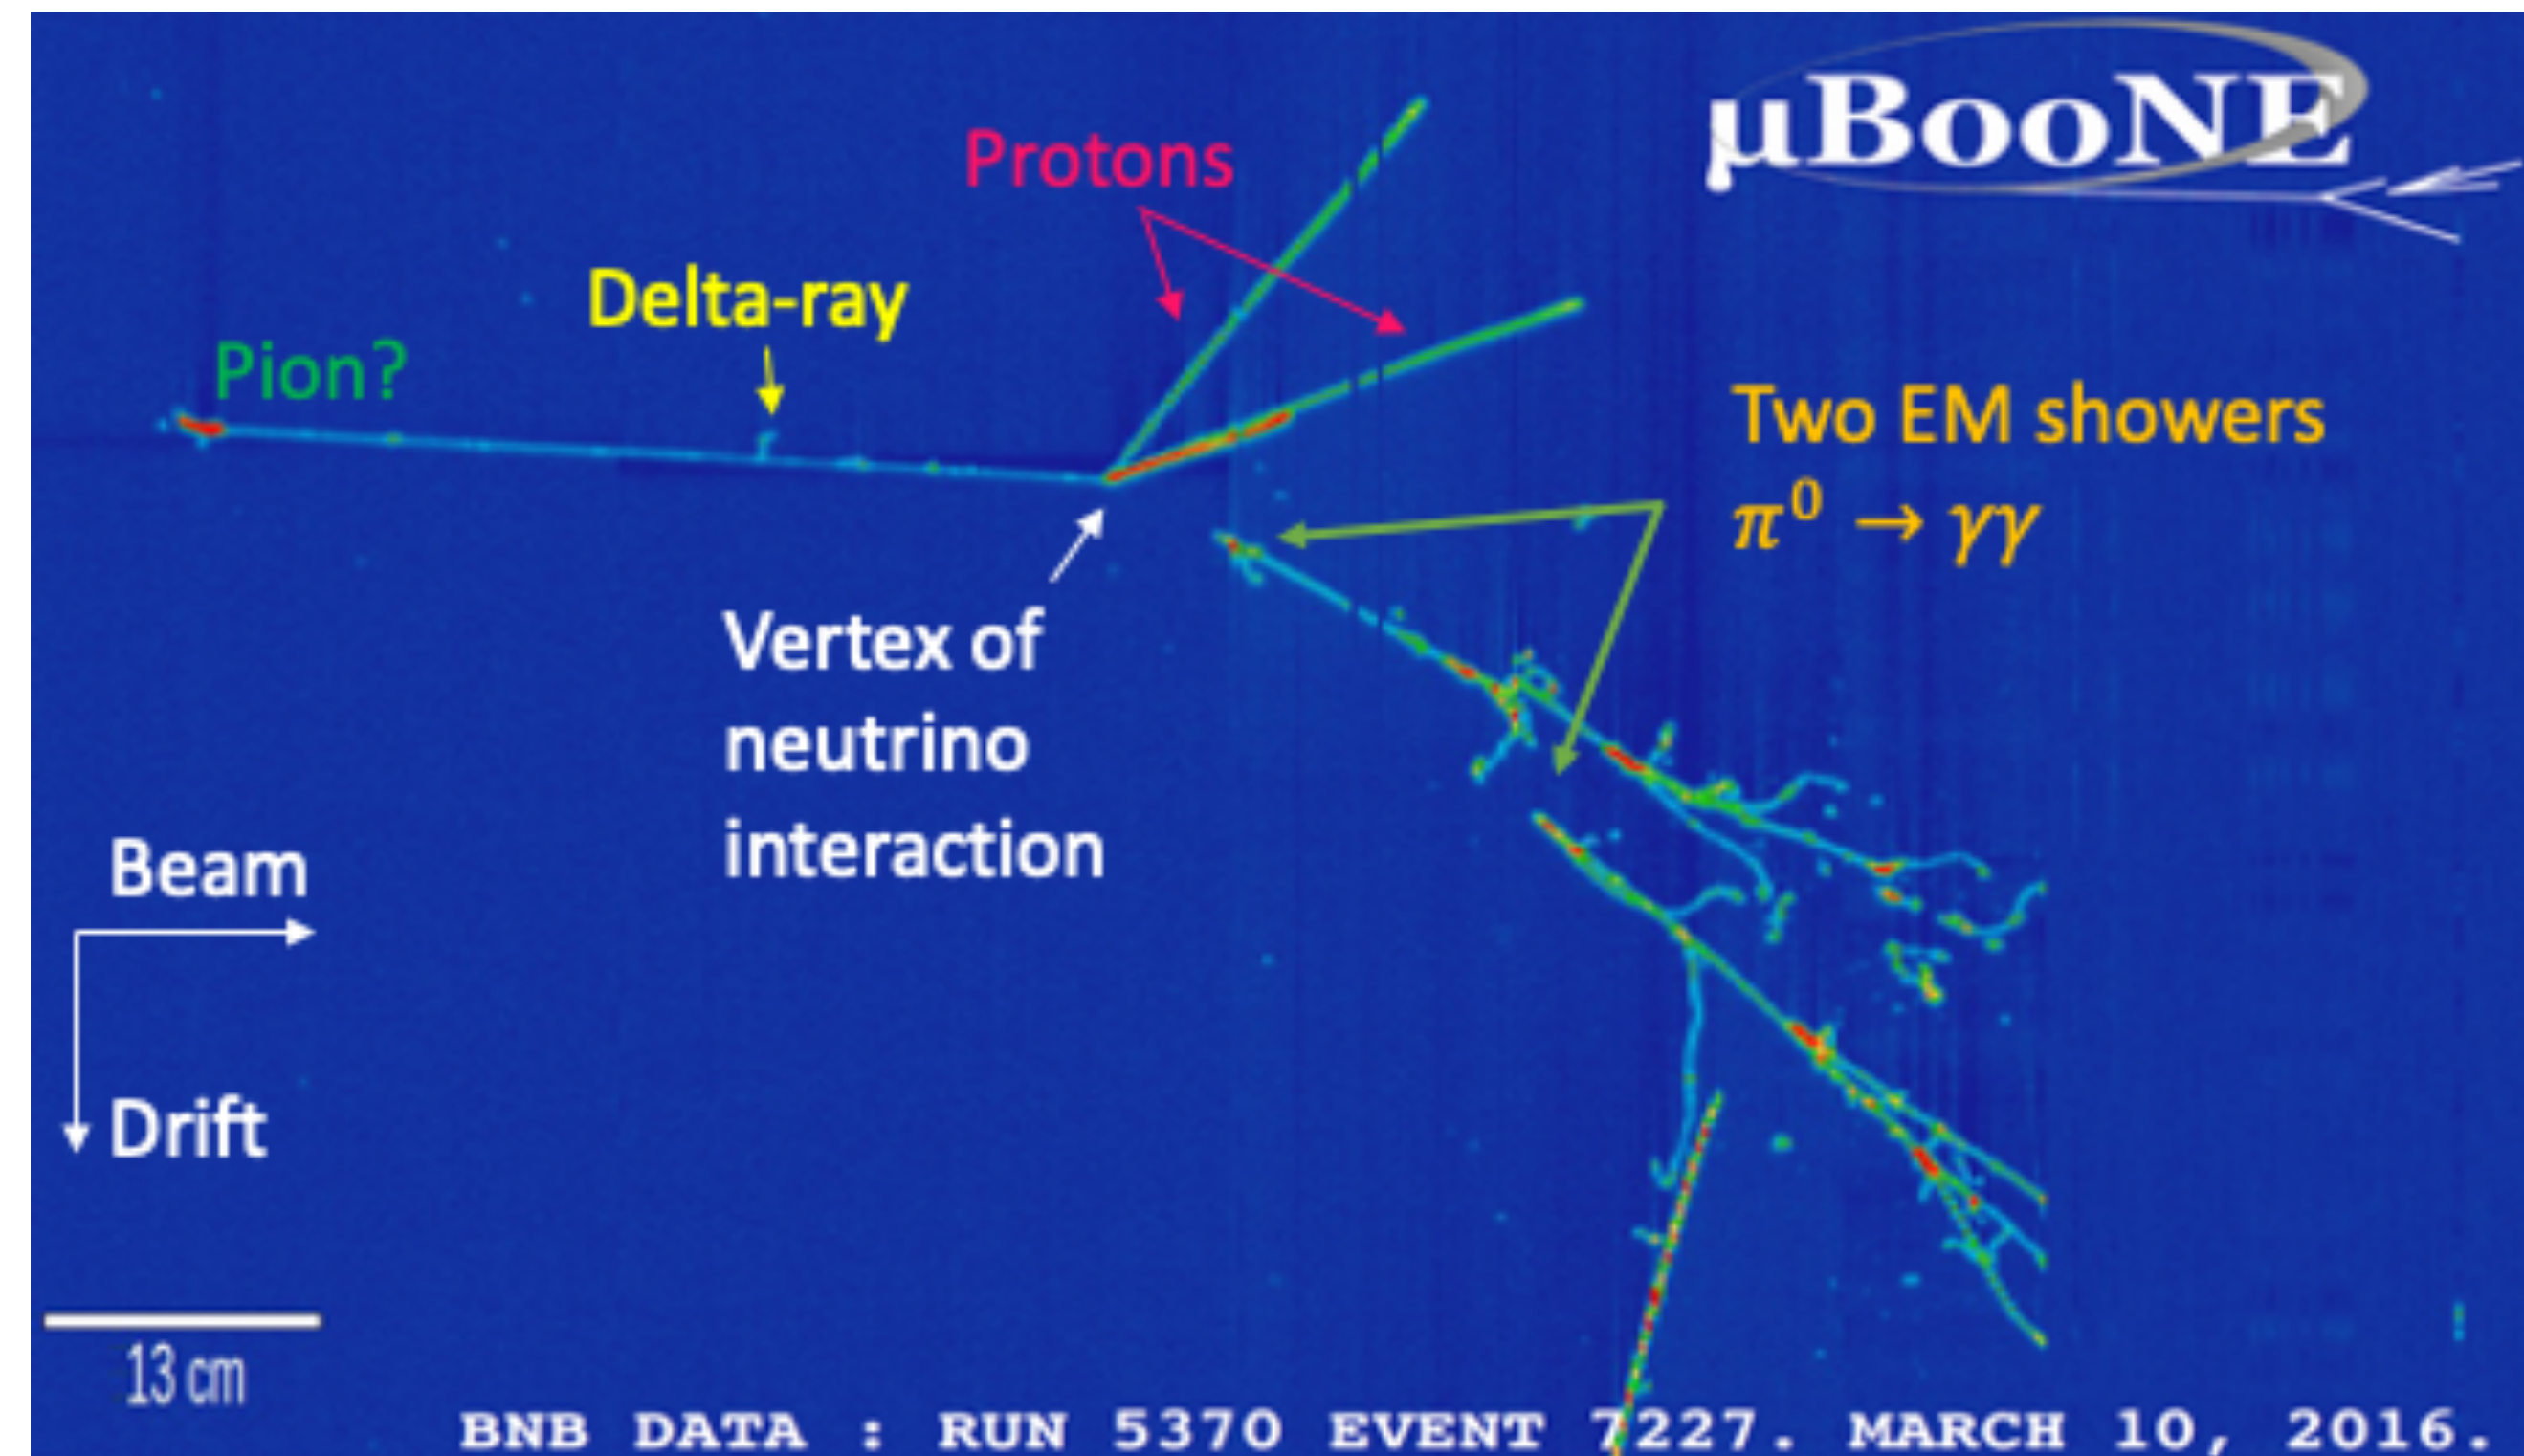 µBooNE
Protons
Delta-ray
Pion?
Two EM showers
π⁰ → γγ
Vertex of
neutrino
interaction
Beam
Drift
13 cm
BNB DATA : RUN 5370 EVENT 7227. MARCH 10, 2016.